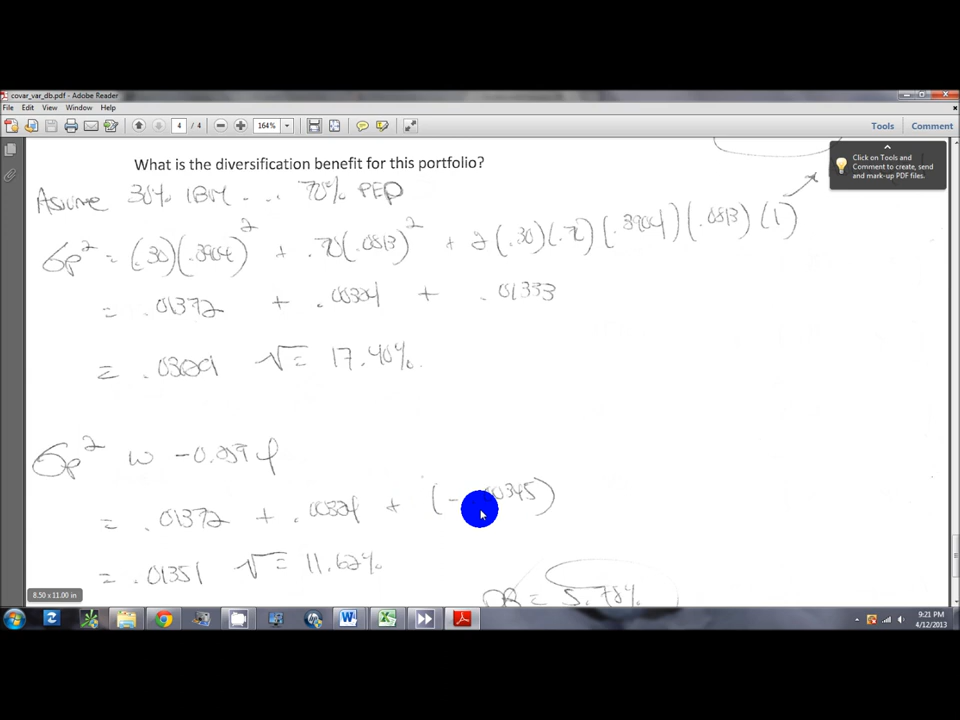 covar_var_db.pdf - Adobe Reader
File Edit View Window Help
4 / 4 164% Tools Comment
Click on Tools and
Comment to create, send
and mark-up PDF files.
What is the diversification benefit for this portfolio?
Assume 30% IBM ... 70% PEP
σp² = (.30)(.3904)² + .70(.0813)² + 2(.30)(.70)(.3904)(.0813)(1)
= .01372 + .00324 + .01333
= .03029 √= 17.40%.
σp² w -0.259 ρ
= .01372 + .00324 + (- .00345)
= .01351 √= 11.62%
DB = 5.78%
8.50 x 11.00 in
9:21 PM
4/12/2013